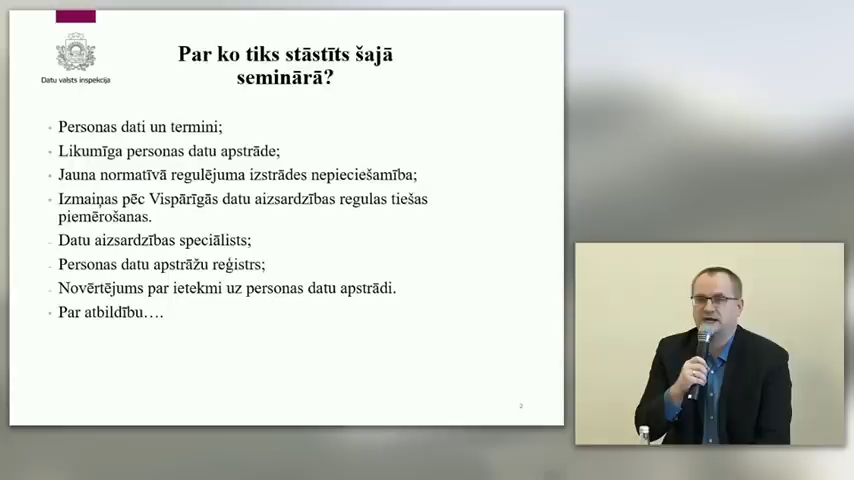 Datu valsts inspekcija
Par ko tiks stāstīts šajā
seminārā?
Personas dati un termini;
Likumīga personas datu apstrāde;
Jauna normatīvā regulējuma izstrādes nepieciešamība;
Izmaiņas pēc Vispārīgās datu aizsardzības regulas tiešas
piemērošanas.
Datu aizsardzības speciālists;
Personas datu apstrāžu reģistrs;
Novērtējums par ietekmi uz personas datu apstrādi.
Par atbildību….
2